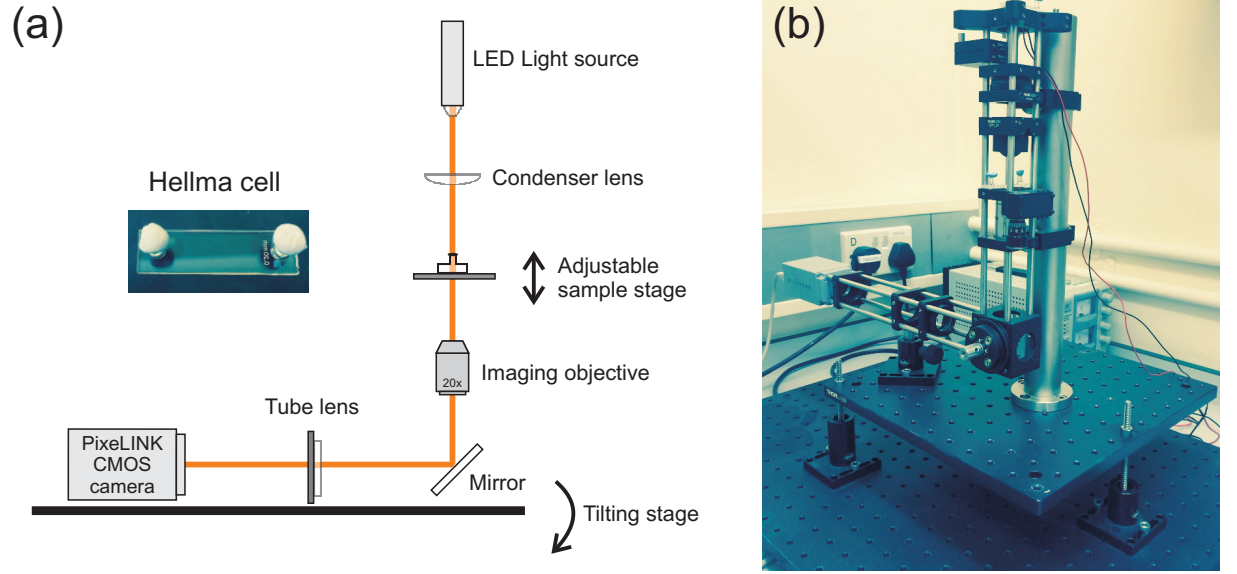 (a)
LED Light source
Condenser lens
Hellma cell
Adjustable
sample stage
Imaging objective
20x
Tube lens
PixeLINK
CMOS
camera
Mirror
Tilting stage
(b)
D
THORLABS